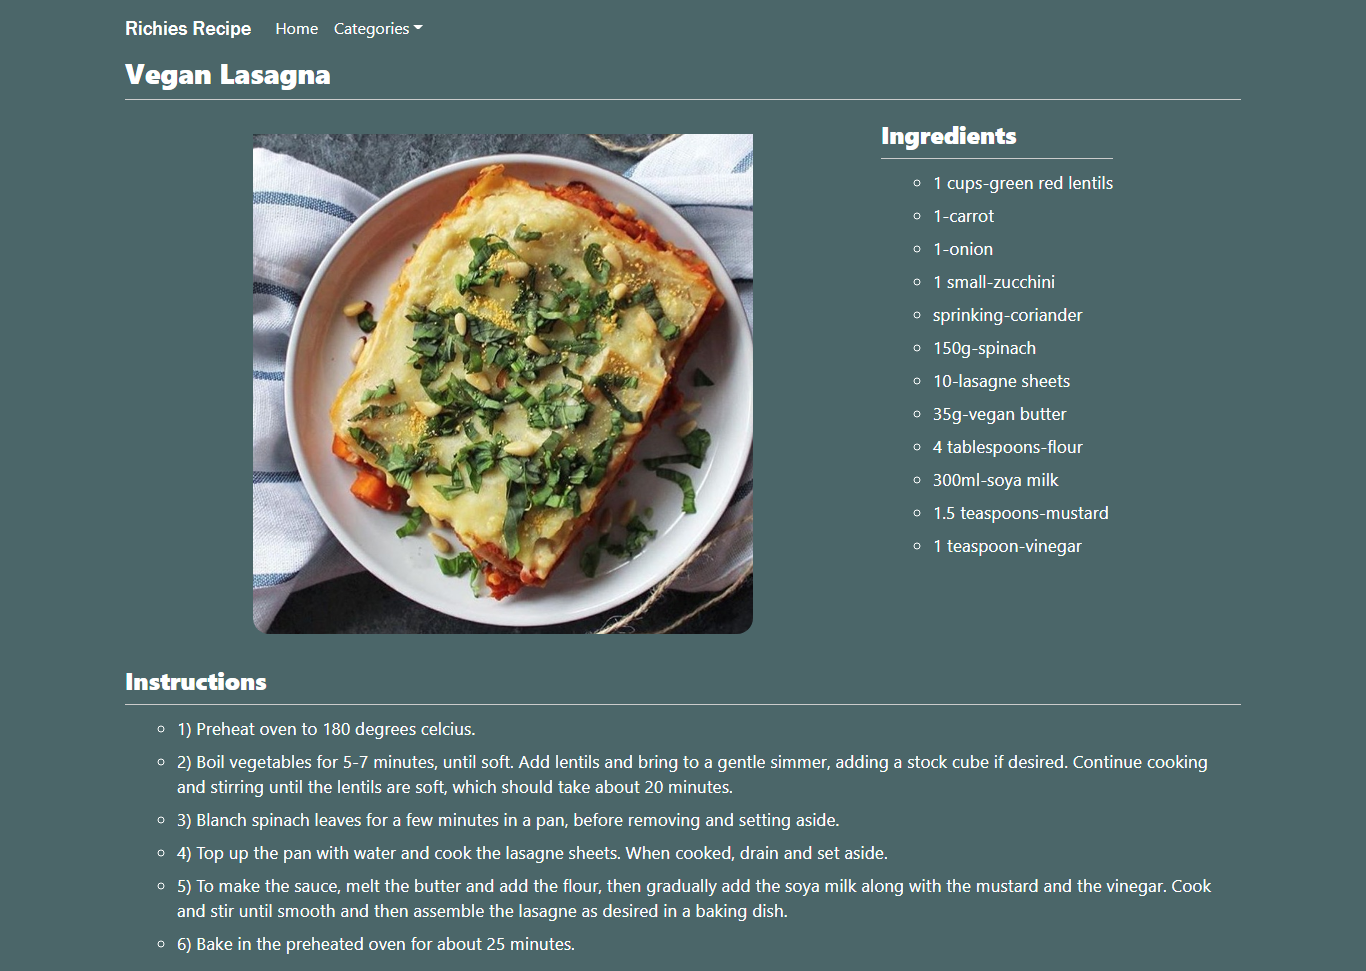 Richies Recipe Home Categories
Vegan Lasagna
Ingredients
1 cups-green red lentils
1-carrot
1-onion
1 small-zucchini
sprinking-coriander
150g-spinach
10-lasagne sheets
35g-vegan butter
4 tablespoons-flour
300ml-soya milk
1.5 teaspoons-mustard
1 teaspoon-vinegar
Instructions
1) Preheat oven to 180 degrees celcius.
2) Boil vegetables for 5-7 minutes, until soft. Add lentils and bring to a gentle simmer, adding a stock cube if desired. Continue cooking
and stirring until the lentils are soft, which should take about 20 minutes.
3) Blanch spinach leaves for a few minutes in a pan, before removing and setting aside.
4) Top up the pan with water and cook the lasagne sheets. When cooked, drain and set aside.
5) To make the sauce, melt the butter and add the flour, then gradually add the soya milk along with the mustard and the vinegar. Cook
and stir until smooth and then assemble the lasagne as desired in a baking dish.
6) Bake in the preheated oven for about 25 minutes.